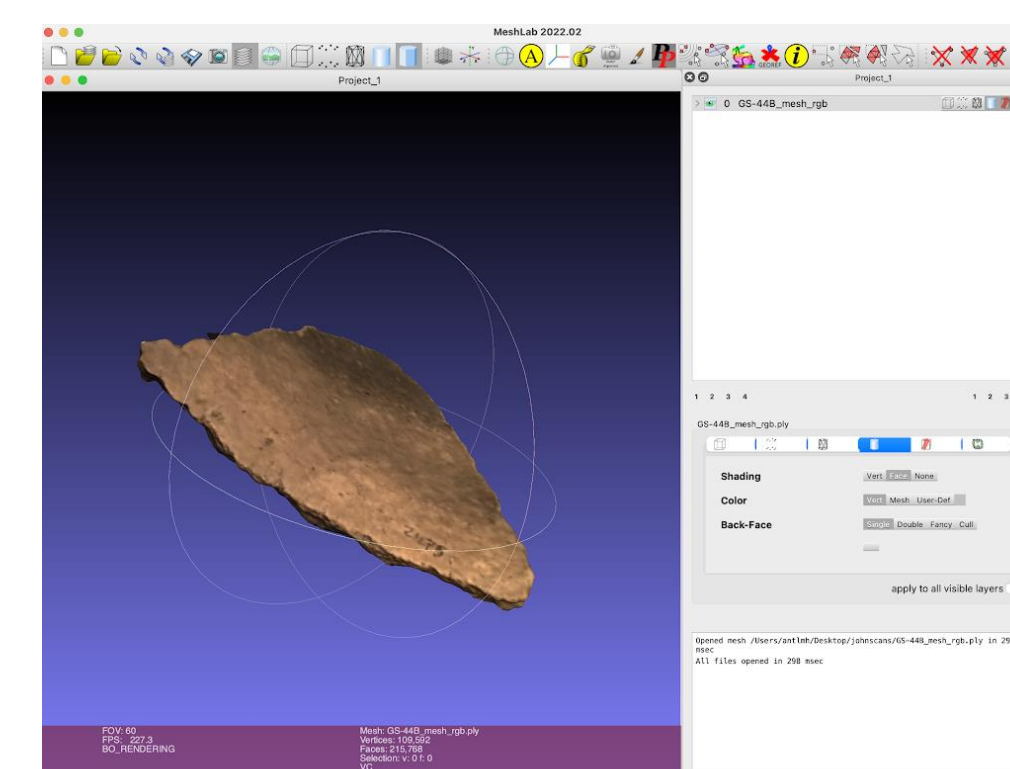 MeshLab 2022.02
Project_1
FOV: 60
FPS: 227.3
BO_RENDERING
Mesh: GS-44B_mesh_rgb.ply
Vertices: 109,592
Faces: 215,768
Selection: v: 0 f: 0
VC
Project_1
0 GS-44B_mesh_rgb
1 2 3 4
1 2 3
GS-44B_mesh_rgb.ply
Shading Vert Face None
Color Vert Mesh User-Def
Back-Face Single Double Fancy Cull
apply to all visible layers
Opened mesh /Users/antlmh/Desktop/johnscans/GS-44B_mesh_rgb.ply in 29
msec
All files opened in 298 msec